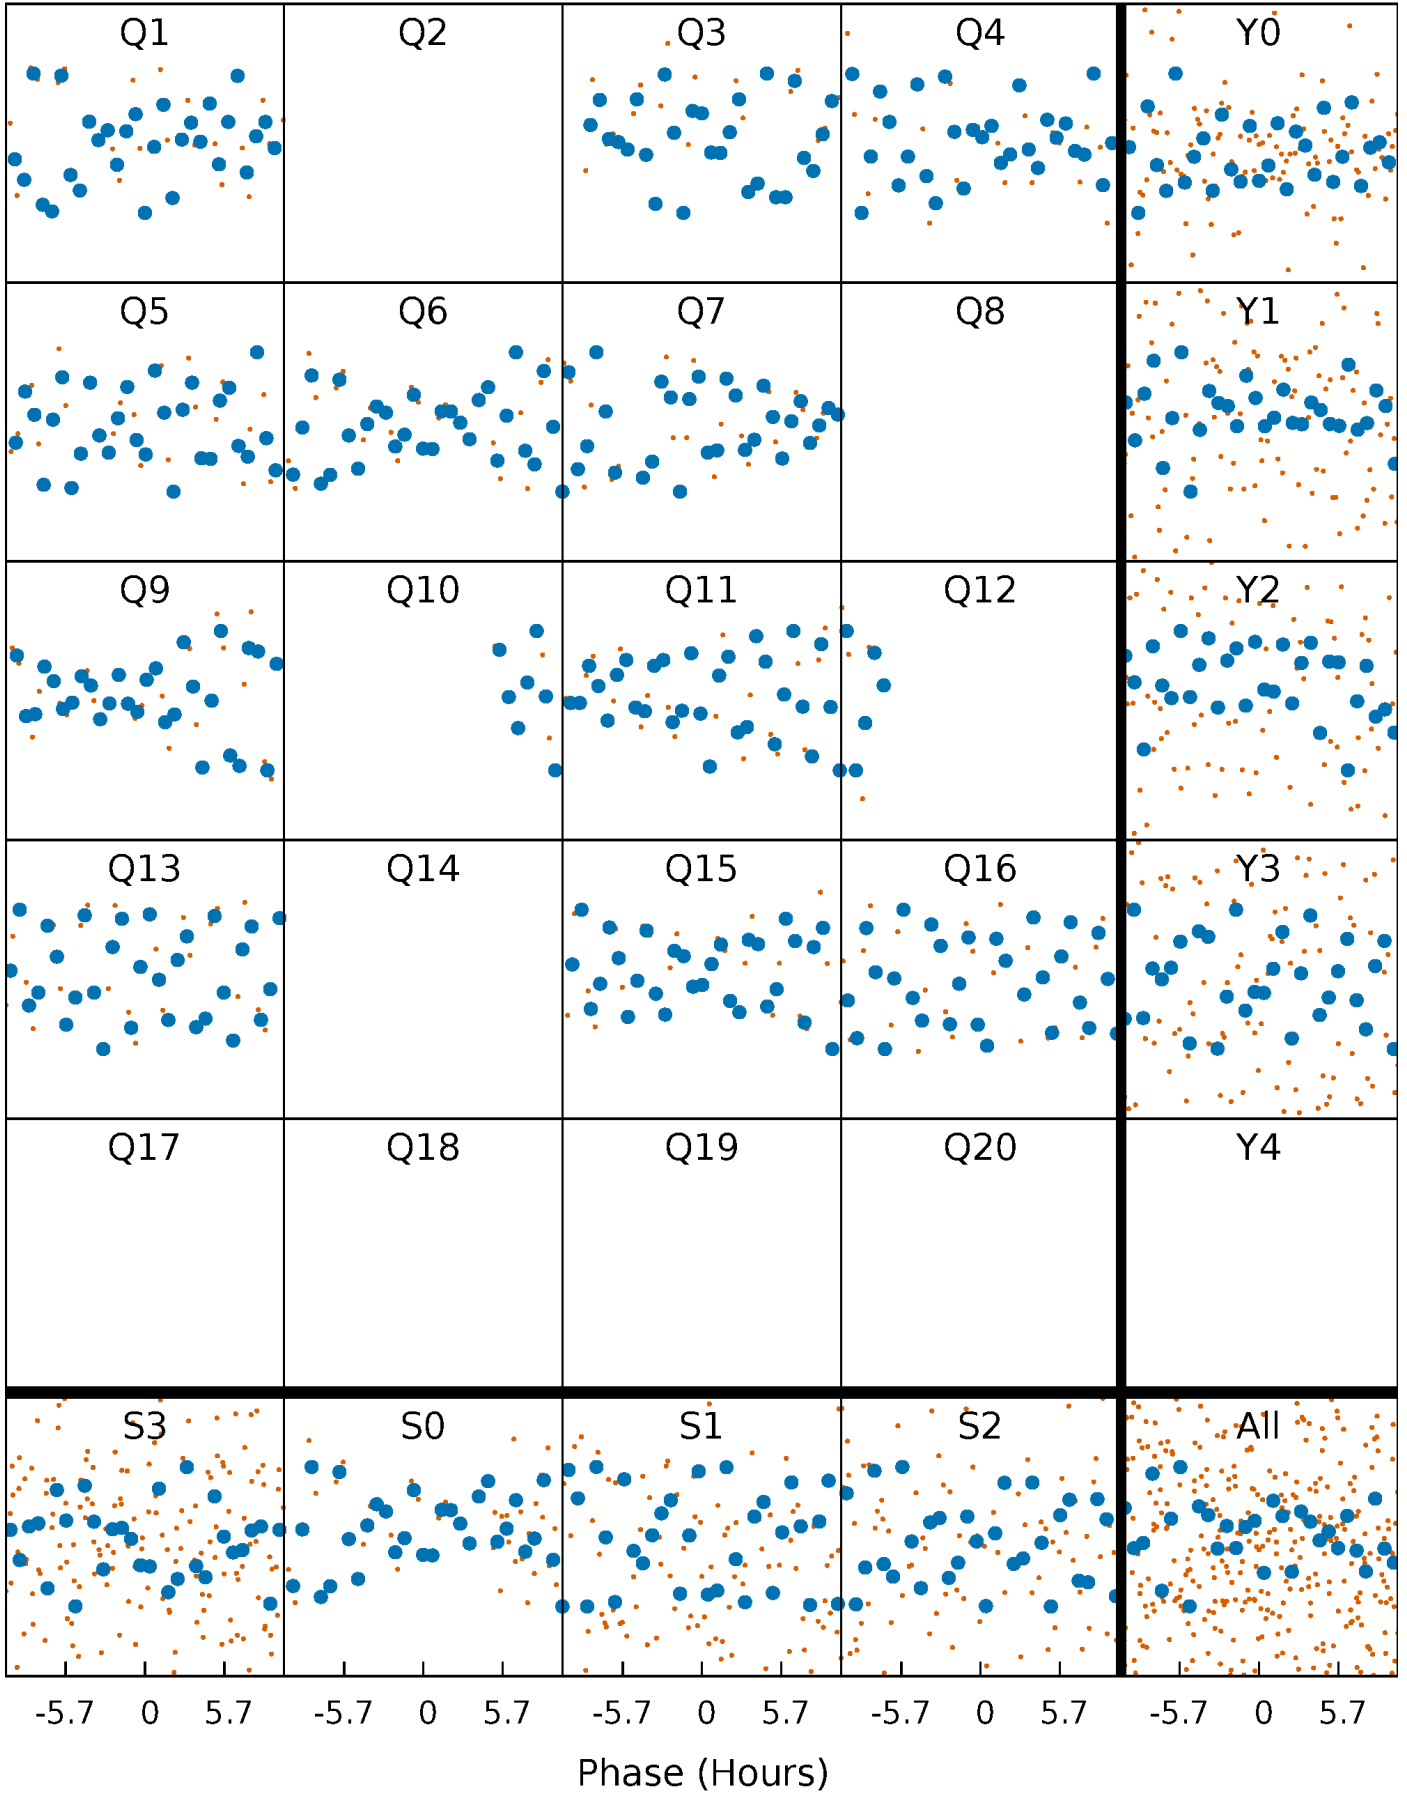 Q1 Q2 Q3 Q4 Y0
Q5 Q6 Q7 Q8 Y1
Q9 Q10 Q11 Q12 Y2
Q13 Q14 Q15 Q16 Y3
Q17 Q18 Q19 Q20 Y4
S3 S0 S1 S2 All
-5.7 0 5.7 -5.7 0 5.7 -5.7 0 5.7 -5.7 0 5.7 -5.7 0 5.7
Phase (Hours)